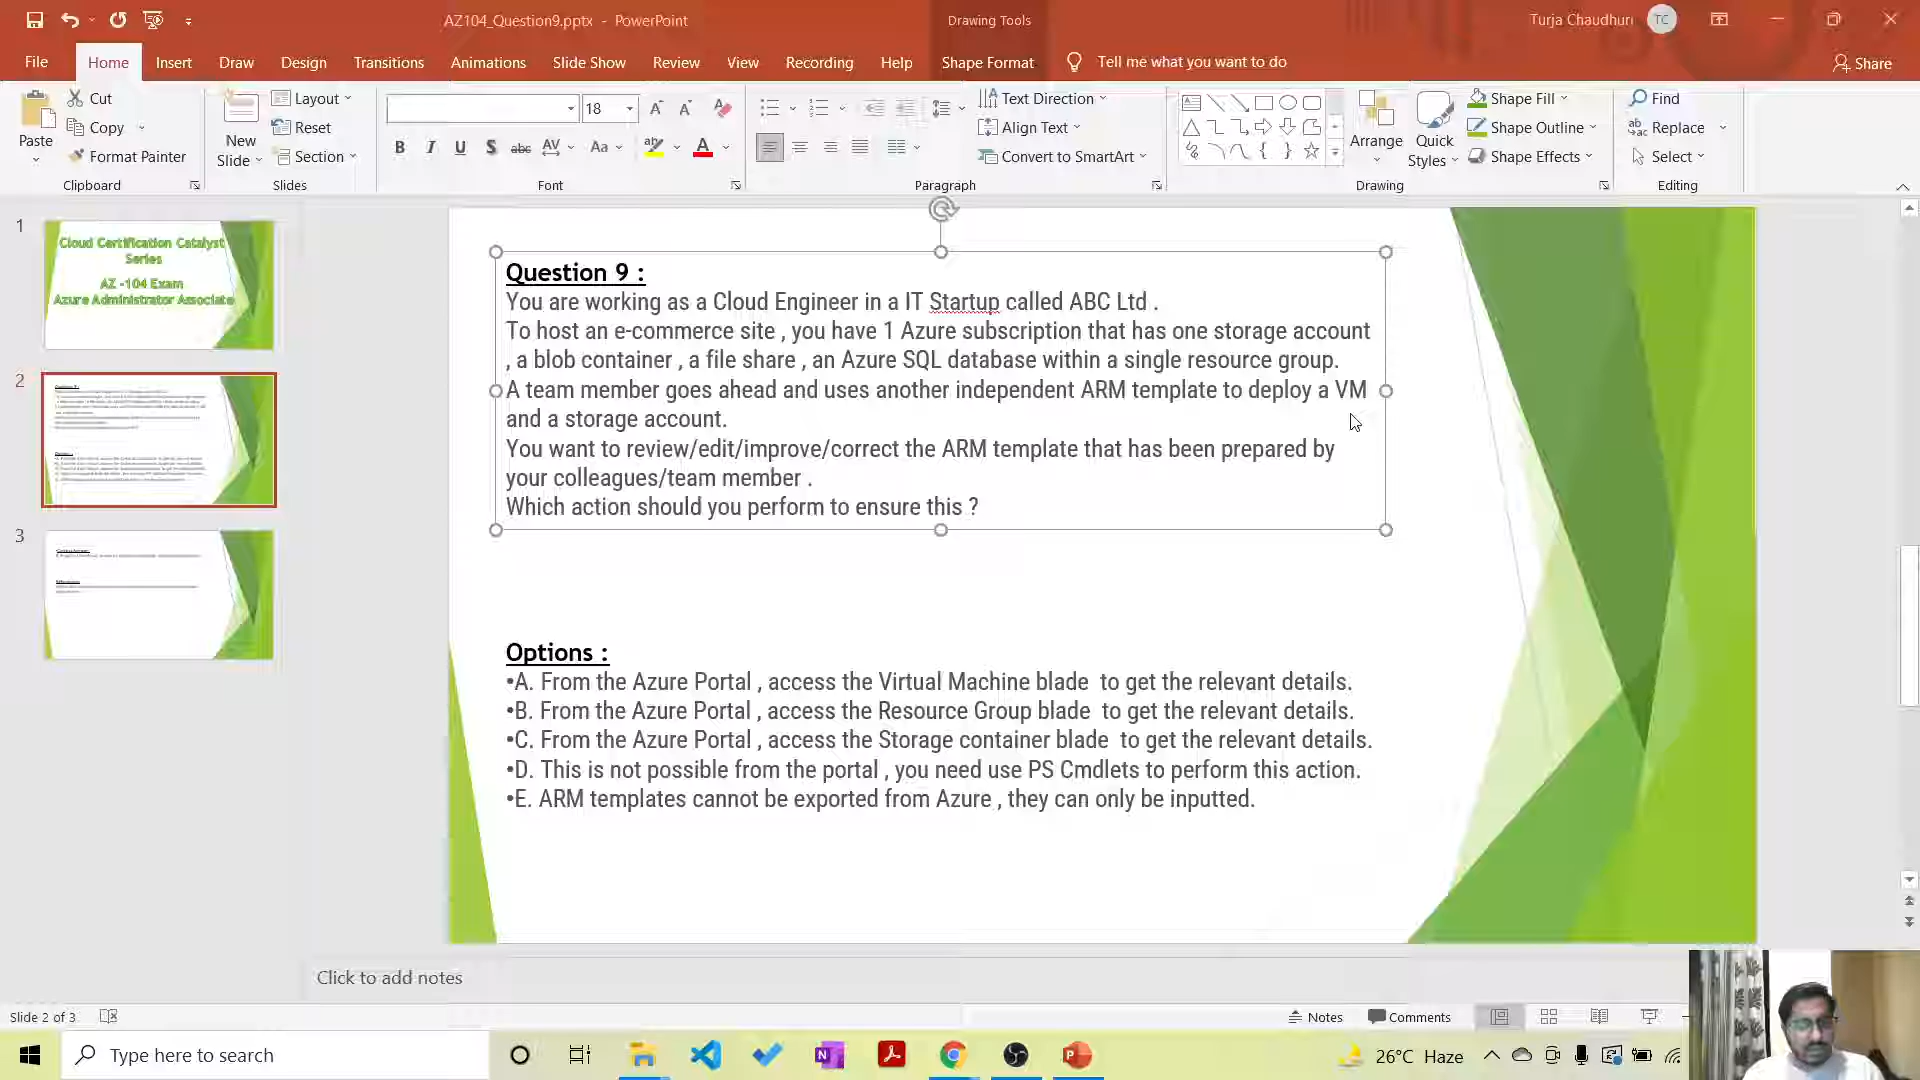 AZ104_Question9.pptx - PowerPoint
Drawing Tools
Turja Chaudhuri
TC
File
Home
Insert
Draw
Design
Transitions
Animations
Slide Show
Review
View
Recording
Help
Shape Format
Tell me what you want to do
Share
Paste
Cut
Copy
Format Painter
Clipboard
New
Slide
Layout
Reset
Section
Slides
18
Font
Text Direction
Align Text
Convert to SmartArt
Paragraph
Arrange
Quick
Styles
Shape Fill
Shape Outline
Shape Effects
Drawing
Find
Replace
Select
Editing
1
Cloud Certification Catalyst
Series
AZ -104 Exam
Azure Administrator Associate
2
3
Question 9 :
You are working as a Cloud Engineer in a IT Startup called ABC Ltd .
To host an e-commerce site , you have 1 Azure subscription that has one storage account
, a blob container , a file share , an Azure SQL database within a single resource group.
A team member goes ahead and uses another independent ARM template to deploy a VM
and a storage account.
You want to review/edit/improve/correct the ARM template that has been prepared by
your colleagues/team member .
Which action should you perform to ensure this ?
Options :
•A. From the Azure Portal , access the Virtual Machine blade  to get the relevant details.
•B. From the Azure Portal , access the Resource Group blade  to get the relevant details.
•C. From the Azure Portal , access the Storage container blade  to get the relevant details.
•D. This is not possible from the portal , you need use PS Cmdlets to perform this action.
•E. ARM templates cannot be exported from Azure , they can only be inputted.
Click to add notes
Slide 2 of 3
Notes
Comments
Type here to search
26°C Haze